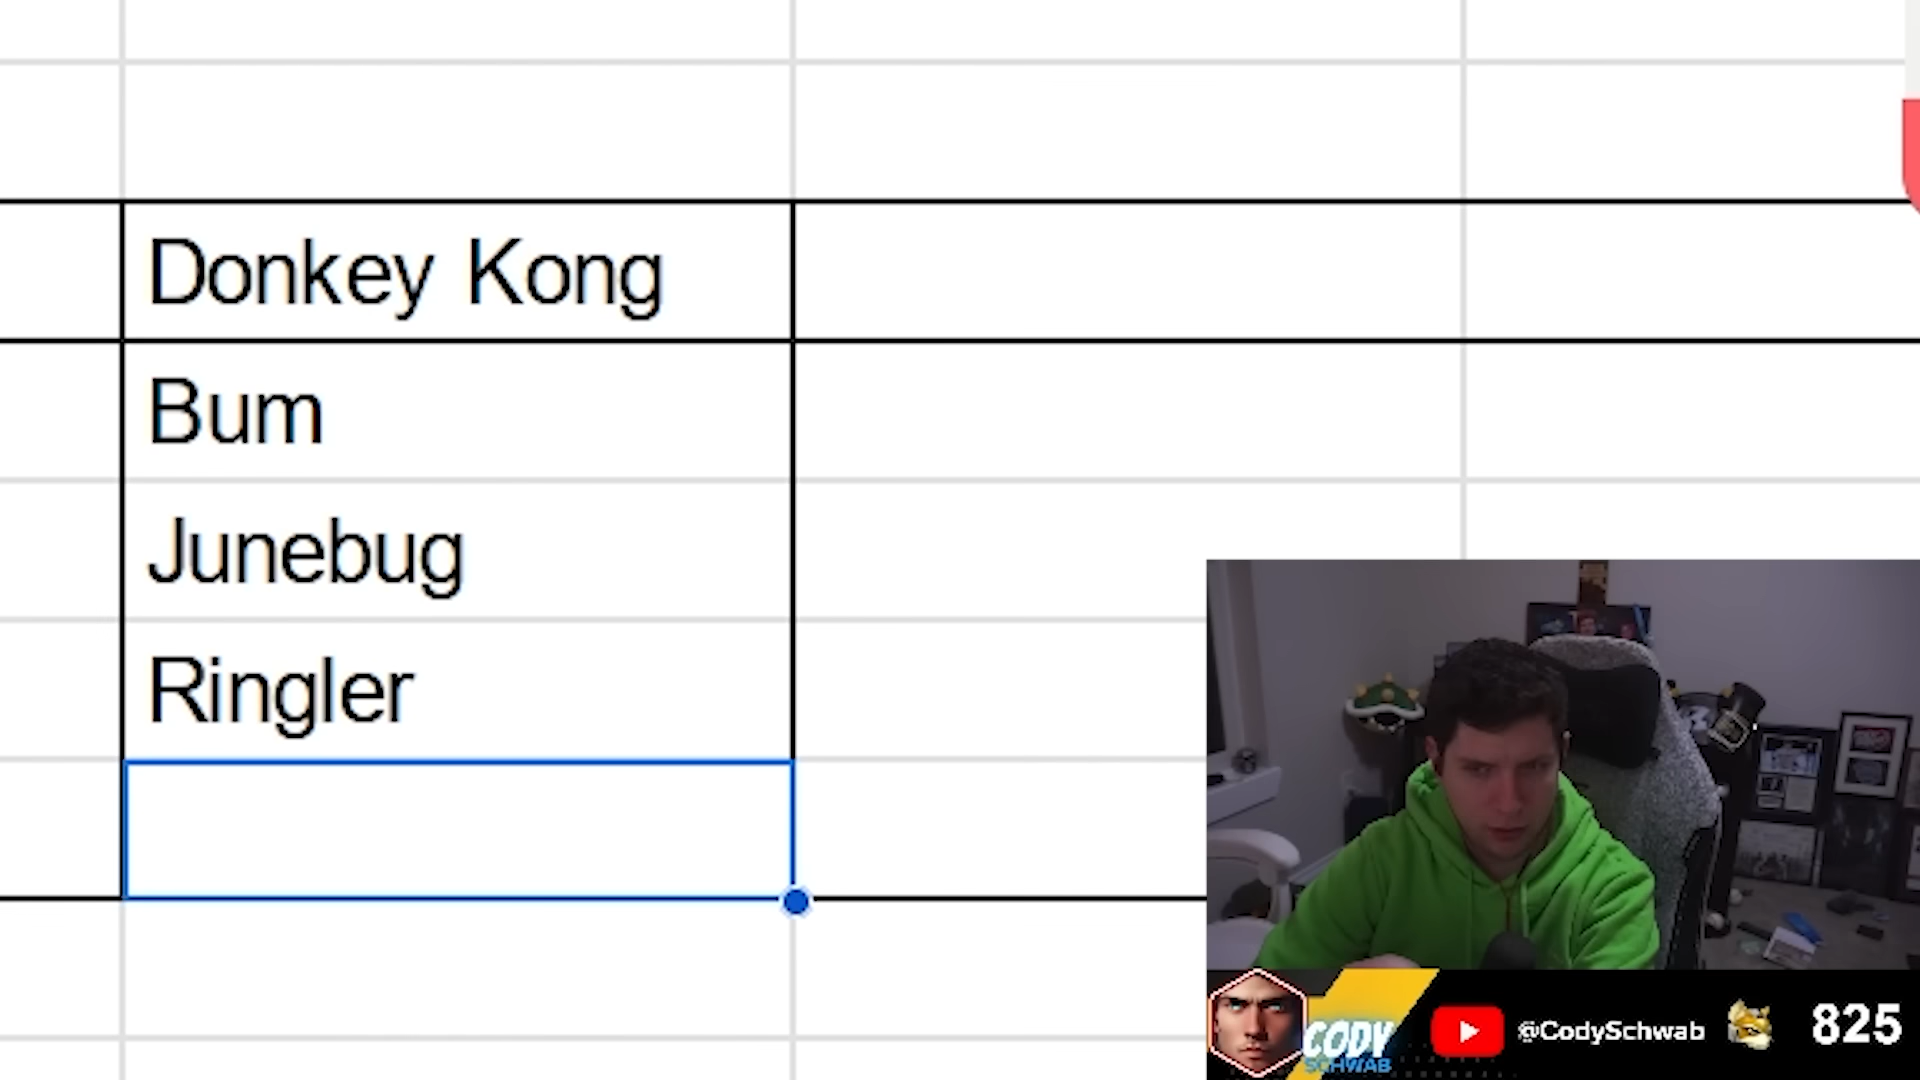 Donkey Kong
Bum
Junebug
Ringler
CODY
SCHWAB
@CodySchwab
825